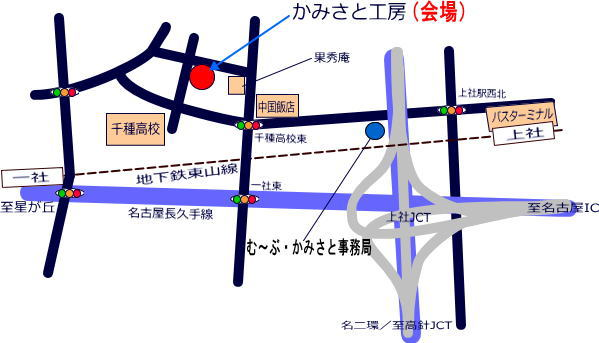 かみさと工房(会場)
巣秀庵
上社駅西北
中国飯店
バスターミナル
千種高校
千種高校東
上社
一社
地下鉄東山線
一社東
至星が丘
名古屋長久手線
上社JCT
至名古屋IC
む~ぶ・かみさと事務局
名二環/至高針JCT